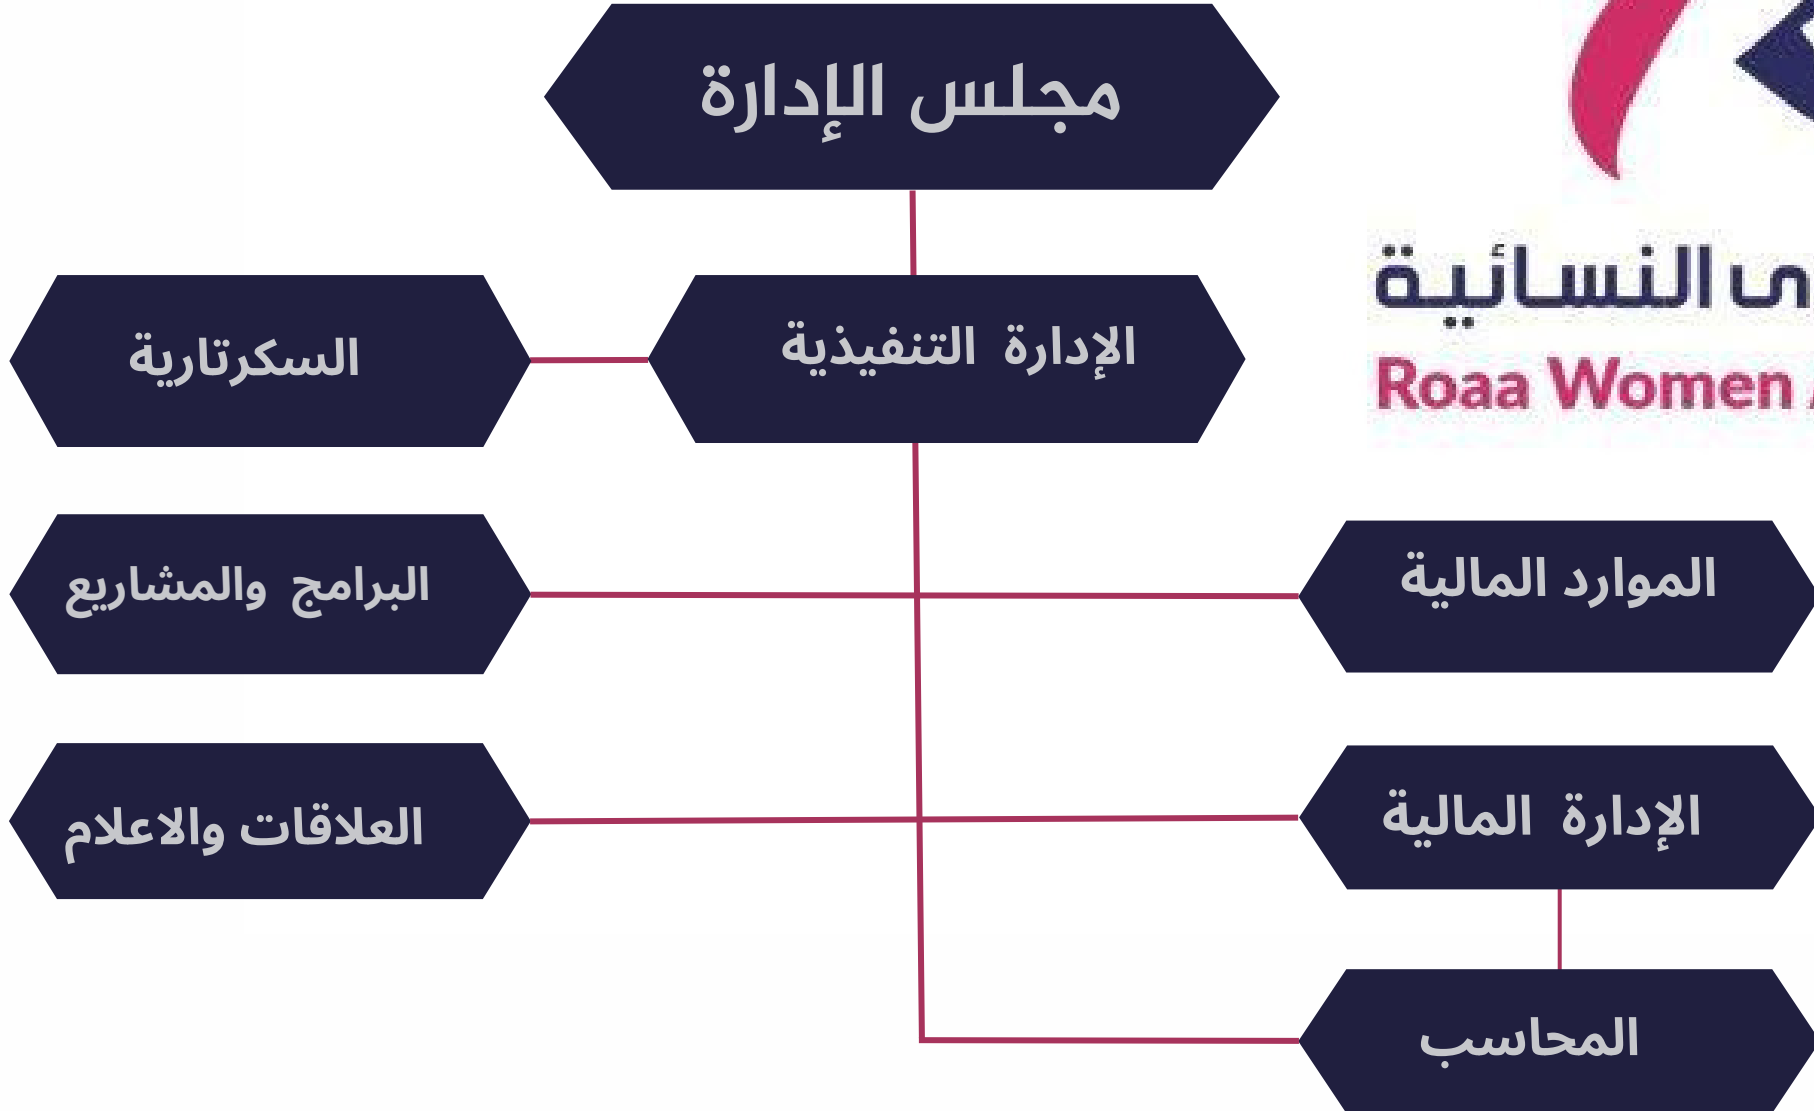 مجلس الإدارة
النسائية
Roaa Women
الإدارة التنفيذية
السكرتارية
الموارد المالية
البرامج والمشاريع
الإدارة المالية
العلاقات والاعلام
المحاسب